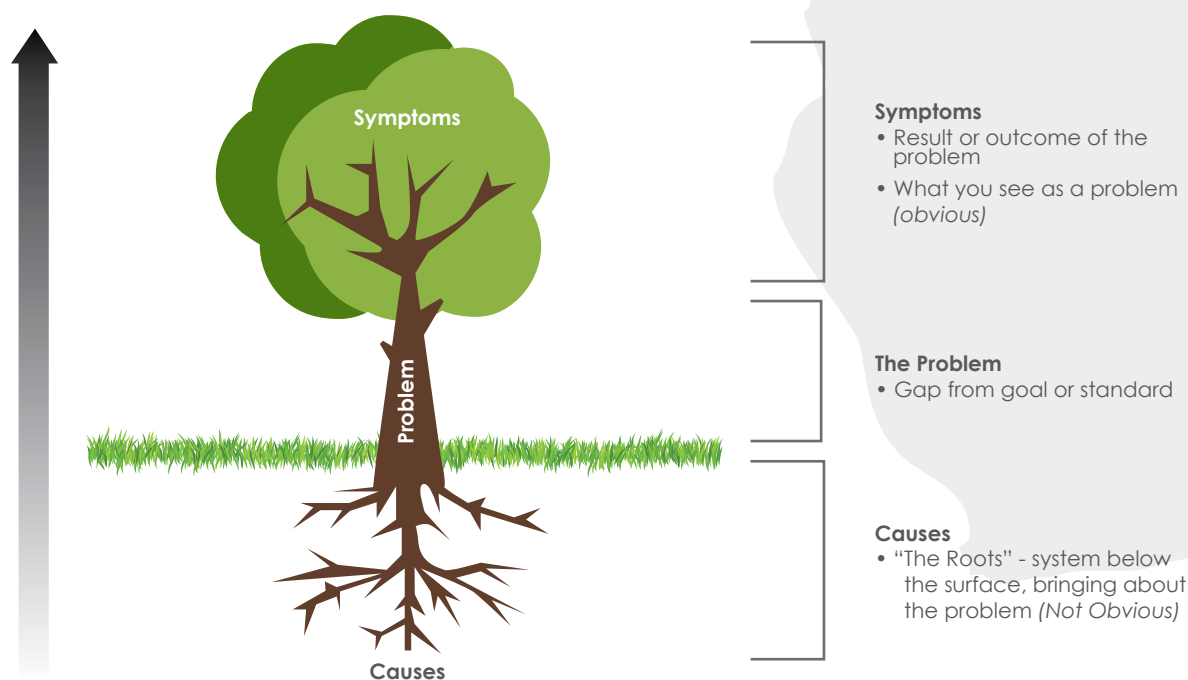 Symptoms
Problem
Causes
Symptoms
• Result or outcome of the
problem
• What you see as a problem
(obvious)
The Problem
• Gap from goal or standard
Causes
• “The Roots” - system below
the surface, bringing about
the problem (Not Obvious)